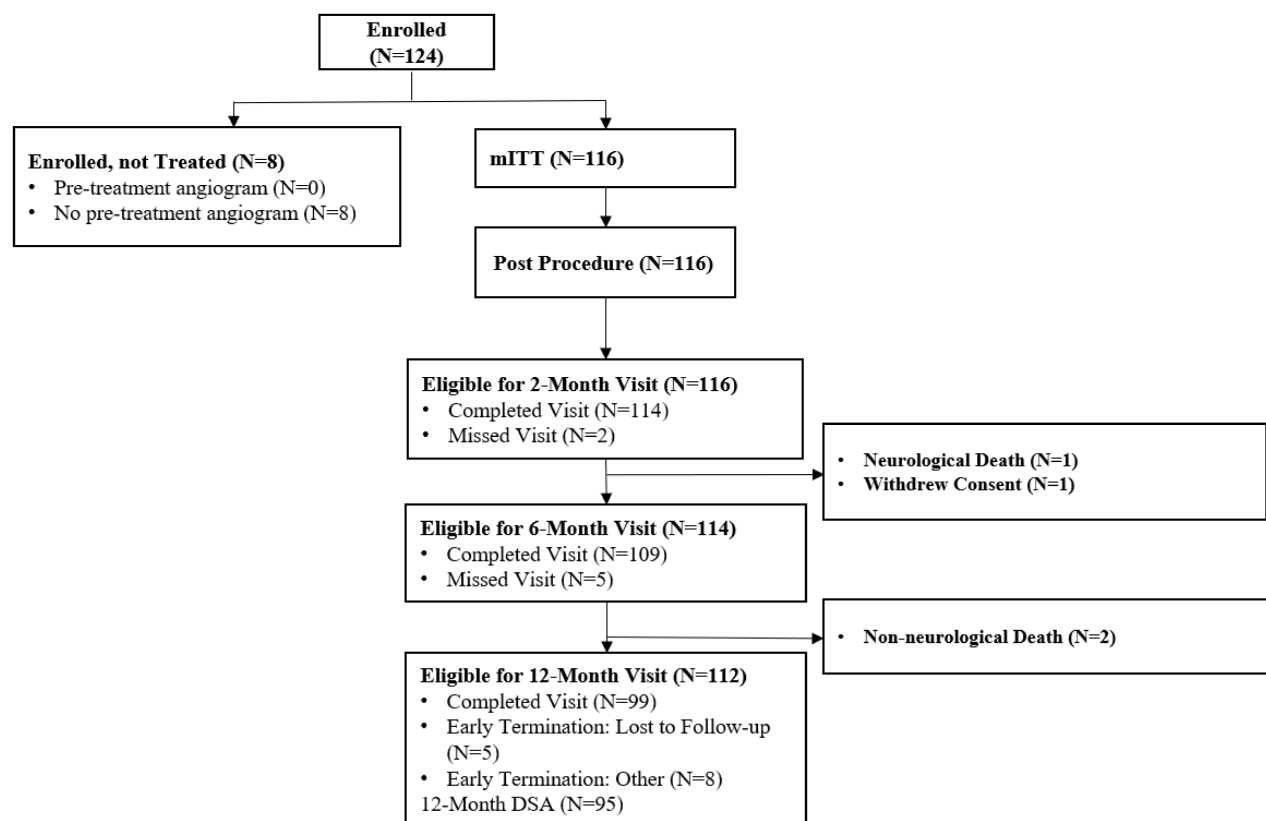 Enrolled
(N=124)
Enrolled, not Treated (N=8)
• Pre-treatment angiogram (N=0)
• No pre-treatment angiogram (N=8)
mITT (N=116)
Post Procedure (N=116)
Eligible for 2-Month Visit (N=116)
• Completed Visit (N=114)
• Missed Visit (N=2)
• Neurological Death (N=1)
• Withdrew Consent (N=1)
Eligible for 6-Month Visit (N=114)
• Completed Visit (N=109)
• Missed Visit (N=5)
• Non-neurological Death (N=2)
Eligible for 12-Month Visit (N=112)
• Completed Visit (N=99)
• Early Termination: Lost to Follow-up
(N=5)
• Early Termination: Other (N=8)
12-Month DSA (N=95)